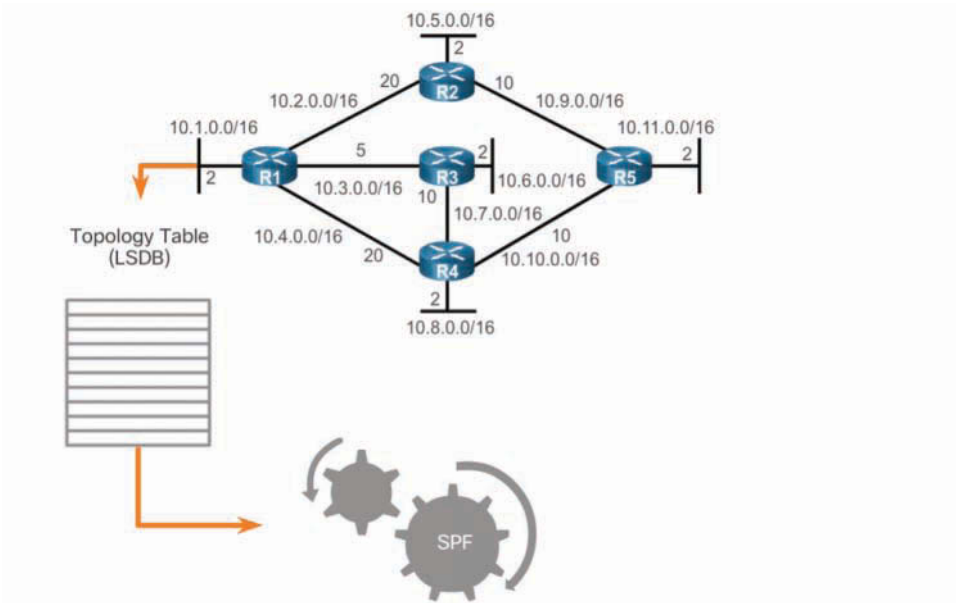 10.5.0.0/16
2
20
R2
10
10.2.0.0/16
10.9.0.0/16
10.1.0.0/16
10.11.0.0/16
5
2
2
R1
R3
R5
2
10.3.0.0/16
10.6.0.0/16
10
10.7.0.0/16
10.4.0.0/16
10
Topology Table
(LSDB)
20
R4
10.10.0.0/16
2
10.8.0.0/16
SPF